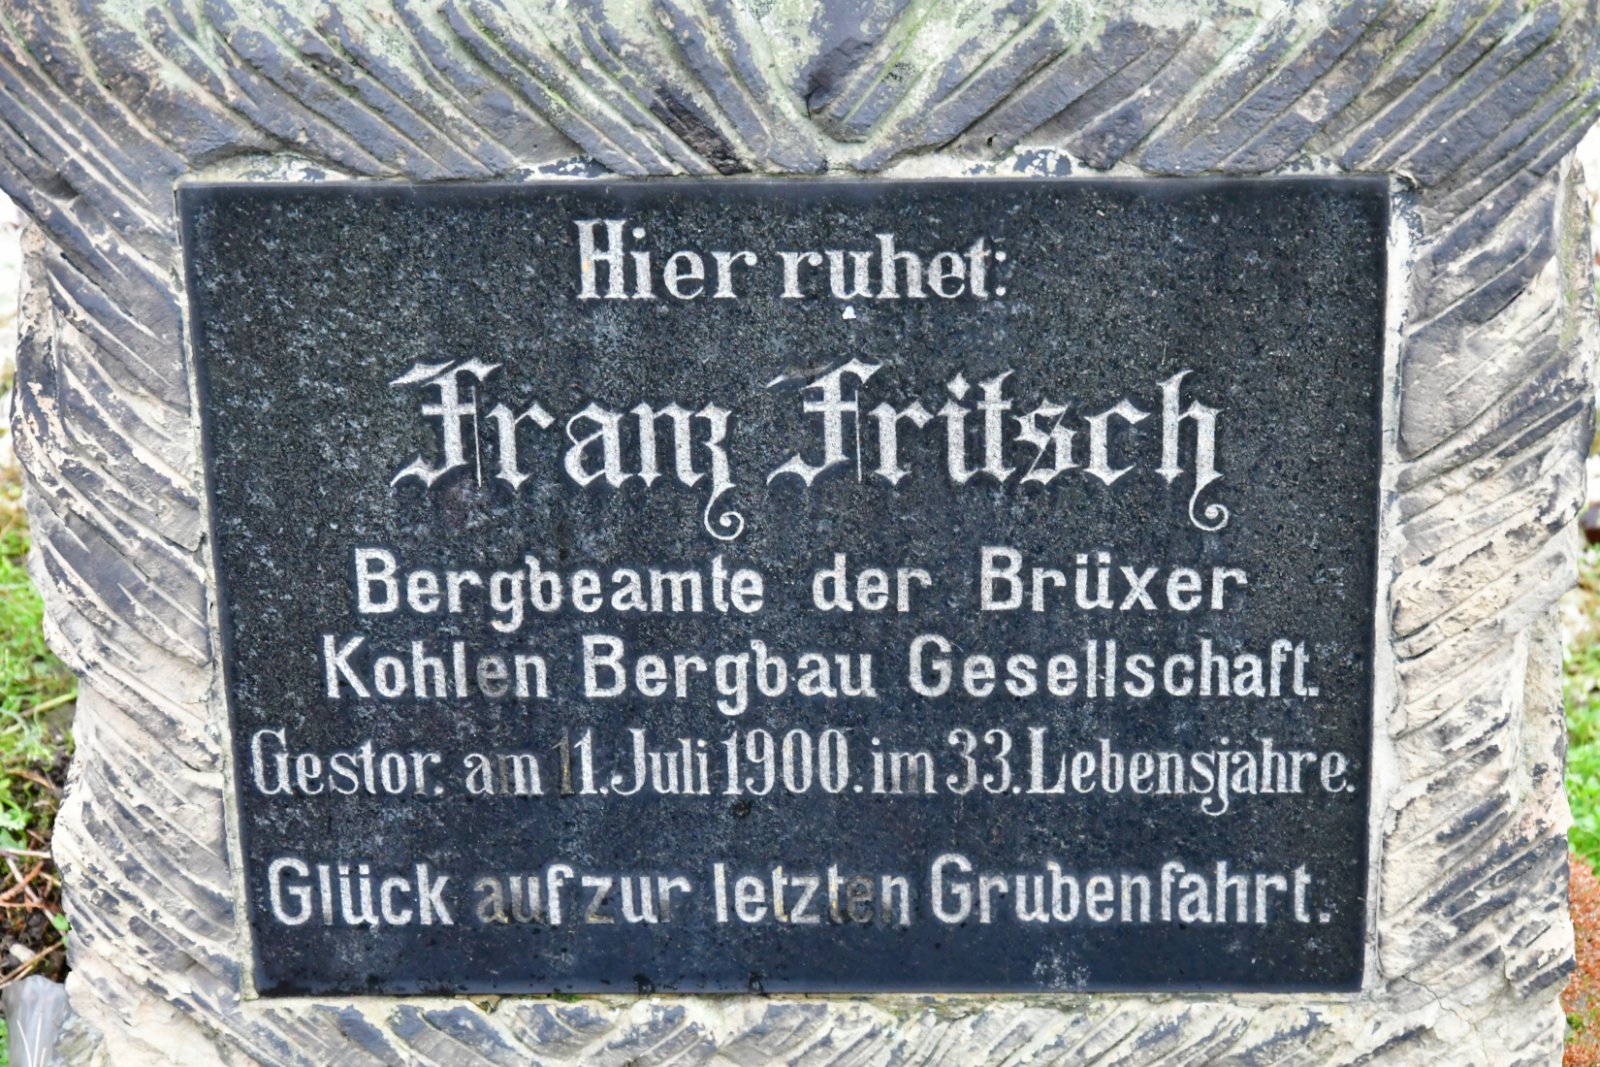 Hier ruhet:
Franz Fritsch
Bergbeamte der Brüxer
Kohlen Bergbau Gesellschaft.
Gestor. am 11. Juli 1900. im 33. Lebensjahre.
Glück auf zur letzten Grubenfahrt.